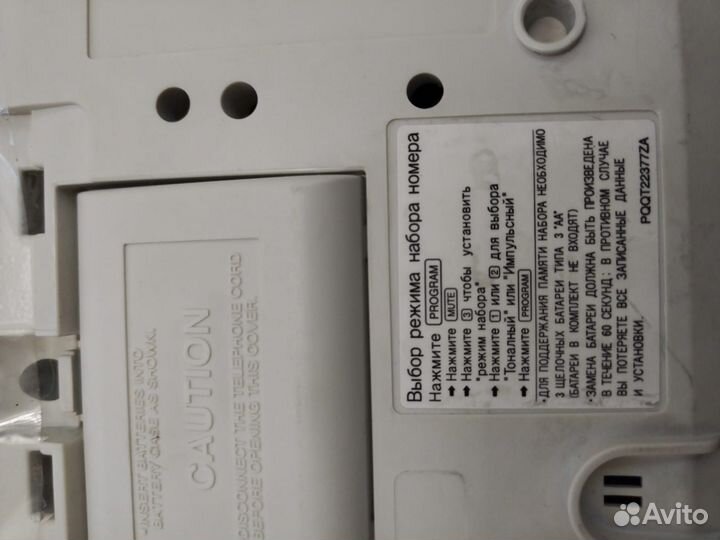 Выбор режима набора номера
Нажмите PROGRAM
➡ Нажмите MUTE
➡ Нажмите 3 чтобы установить
"режим набора"
➡ Нажмите 1 или 2 для выбора
"Тоналный" или "Импульсный"
➡ Нажмите PROGRAM
•ДЛЯ ПОДДЕРЖАНИЯ ПАМЯТИ НАБОРА НЕОБХОДИМО
3 ЩЕЛОЧНЫХ БАТАРЕИ ТИПА 3 "АА"
(БАТАРЕИ В КОМПЛЕКТ НЕ ВХОДЯТ)
•ЗАМЕНА БАТАРЕИ ДОЛЖНА БЫТЬ ПРОИЗВЕДЕНА
В ТЕЧЕНИЕ 60 СЕКУНД: В ПРОТИВНОМ СЛУЧАЕ
ВЫ ПОТЕРЯЕТЕ ВСЕ ЗАПИСАННЫЕ ДАННЫЕ
И УСТАНОВКИ.
PQQT22377ZA
•INSERT BATTERIES INTO
BATTERY CASE AS SHOWN.
CAUTION
DISCONNECT THE TELEPHONE CORD
BEFORE OPENING THIS COVER.
Avito